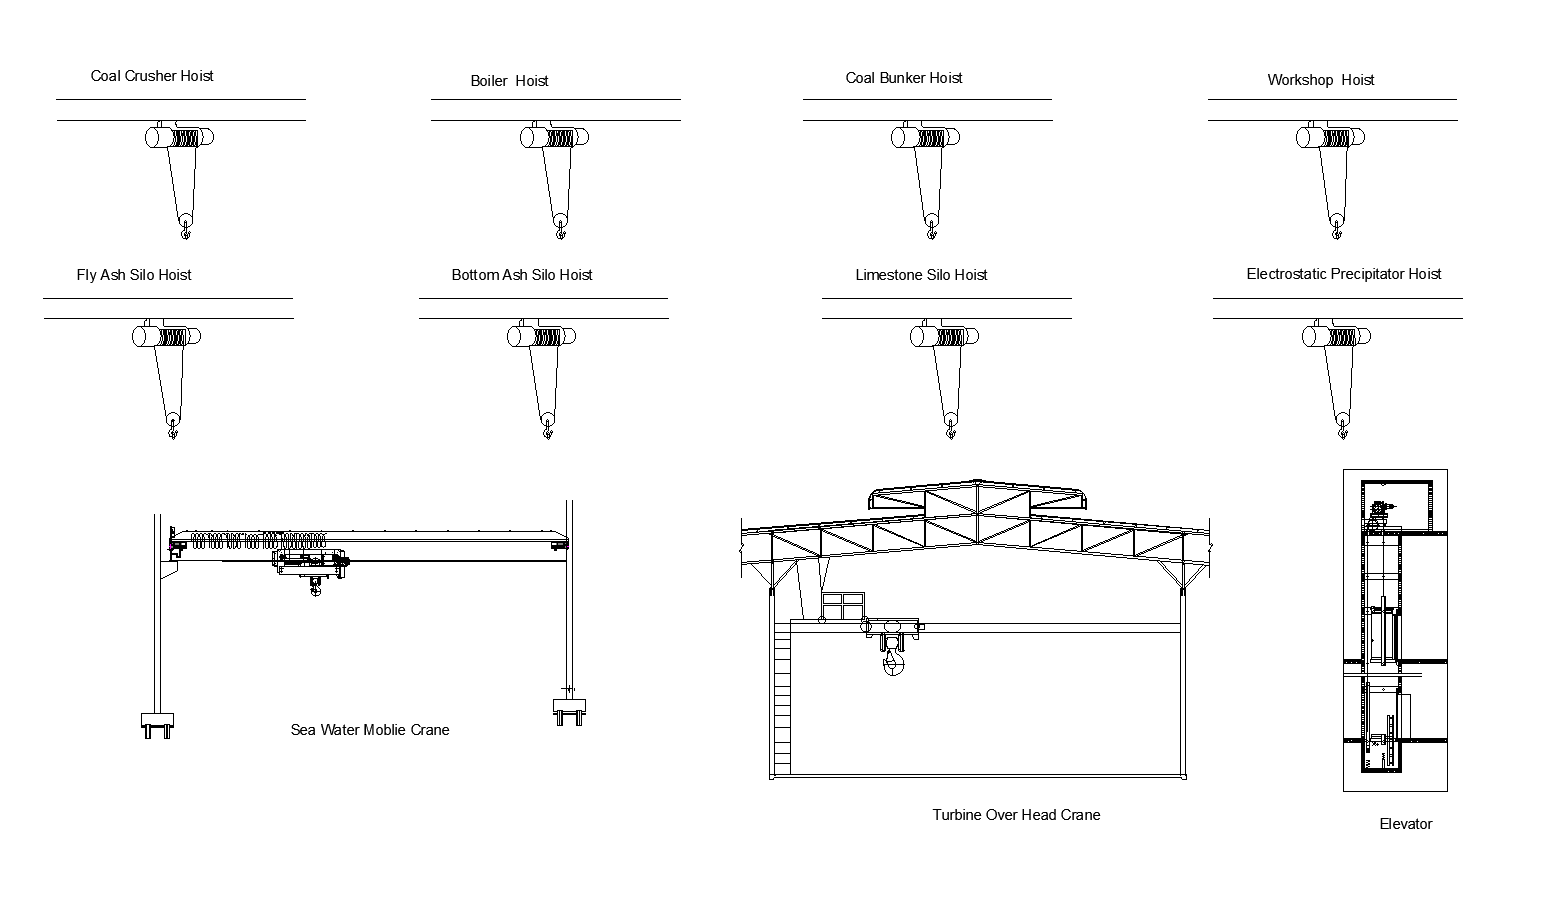 Coal Crusher Hoist
Boiler Hoist
Coal Bunker Hoist
Workshop Hoist
Fly Ash Silo Hoist
Bottom Ash Silo Hoist
Limestone Silo Hoist
Electrostatic Precipitator Hoist
Sea Water Moblie Crane
Turbine Over Head Crane
Elevator